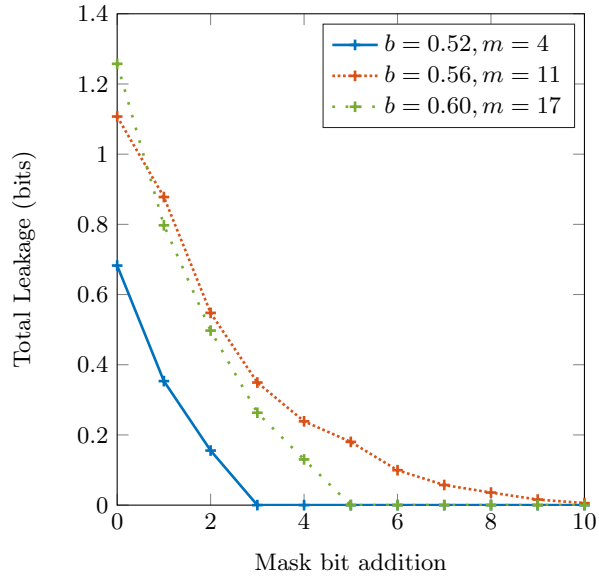 b = 0.52, m = 4
b = 0.56, m = 11
b = 0.60, m = 17
1.4
1.2
1
0.8
0.6
0.4
0.2
0
Total Leakage (bits)
0 2 4 6 8 10
Mask bit addition